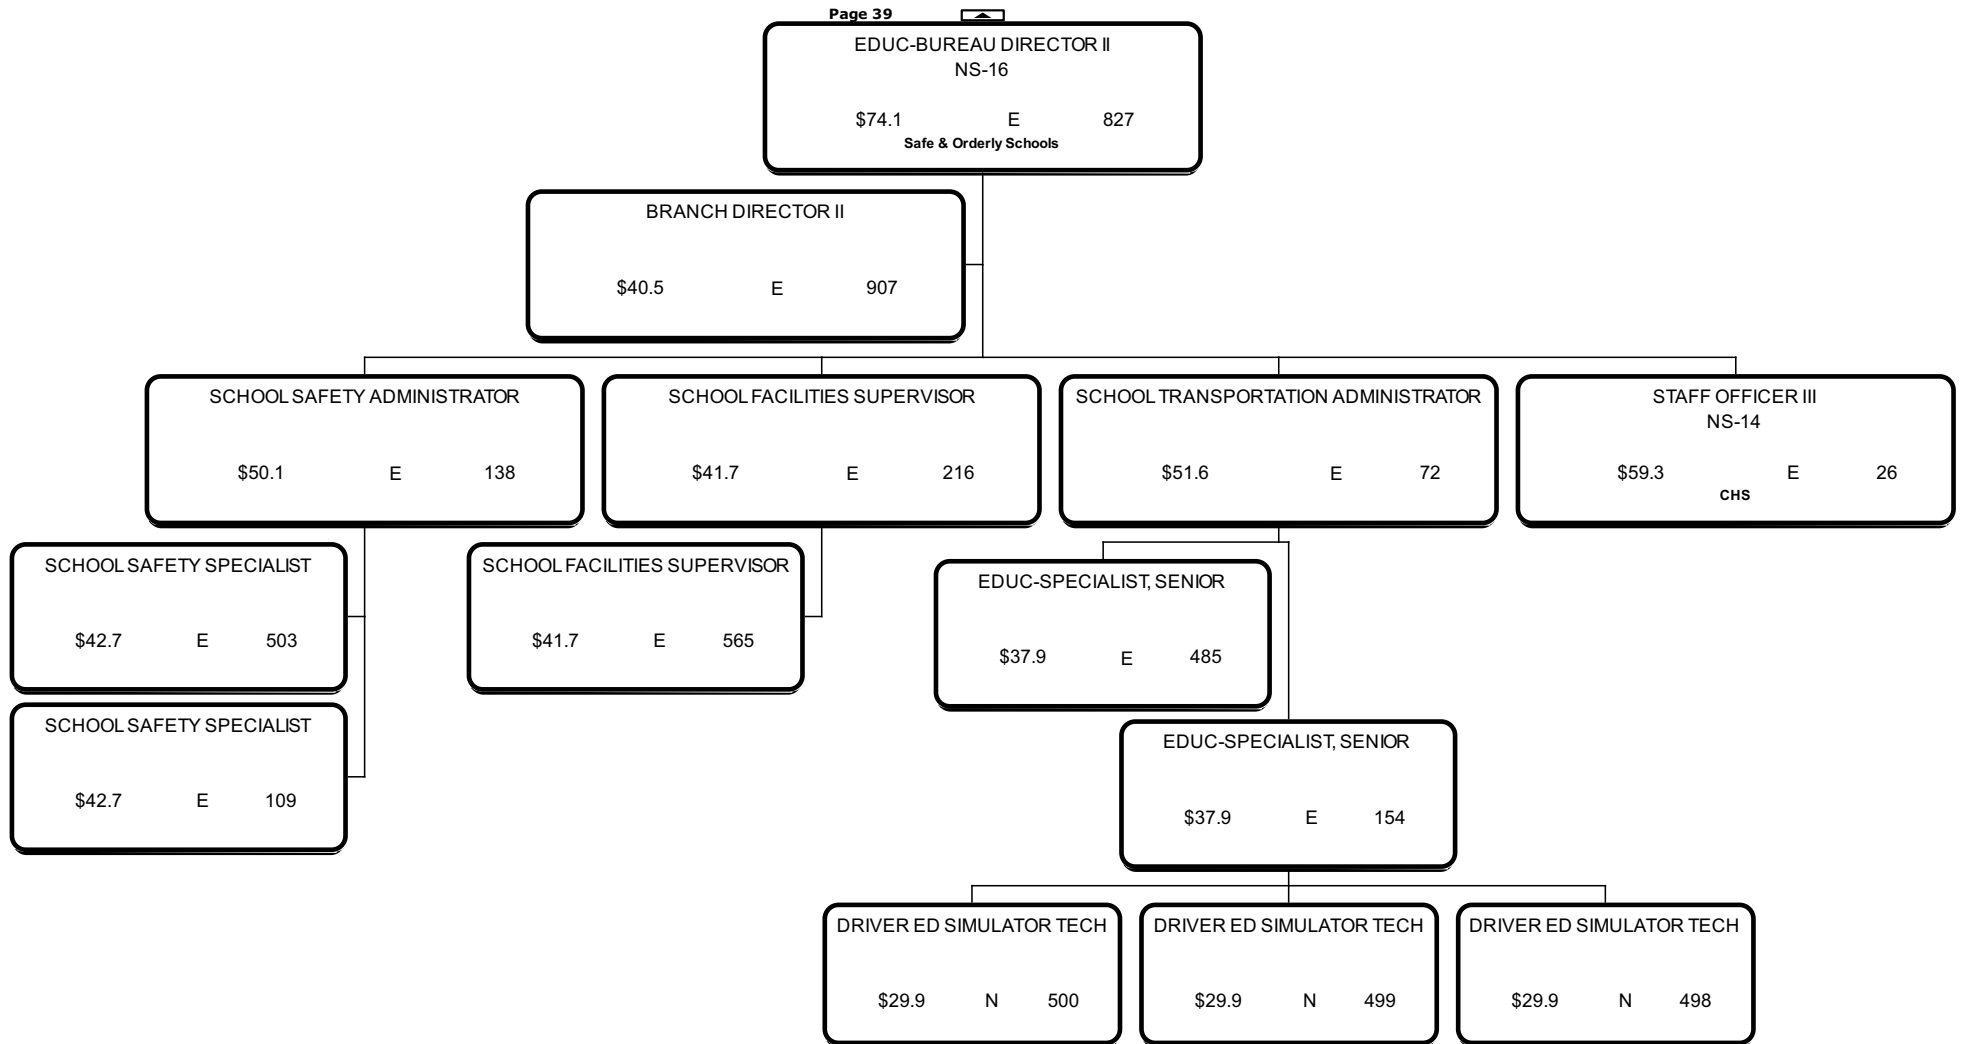 Page 39
EDUC-BUREAU DIRECTOR II
NS-16
$74.1 E 827
Safe & Orderly Schools
BRANCH DIRECTOR II
$40.5 E 907
SCHOOL SAFETY ADMINISTRATOR
$50.1 E 138
SCHOOL FACILITIES SUPERVISOR
$41.7 E 216
SCHOOL TRANSPORTATION ADMINISTRATOR
$51.6 E 72
STAFF OFFICER III
NS-14
$59.3 E 26
CHS
SCHOOL SAFETY SPECIALIST
$42.7 E 503
SCHOOL FACILITIES SUPERVISOR
$41.7 E 565
EDUC-SPECIALIST, SENIOR
$37.9 E 485
SCHOOL SAFETY SPECIALIST
$42.7 E 109
EDUC-SPECIALIST, SENIOR
$37.9 E 154
DRIVER ED SIMULATOR TECH
$29.9 N 500
DRIVER ED SIMULATOR TECH
$29.9 N 499
DRIVER ED SIMULATOR TECH
$29.9 N 498